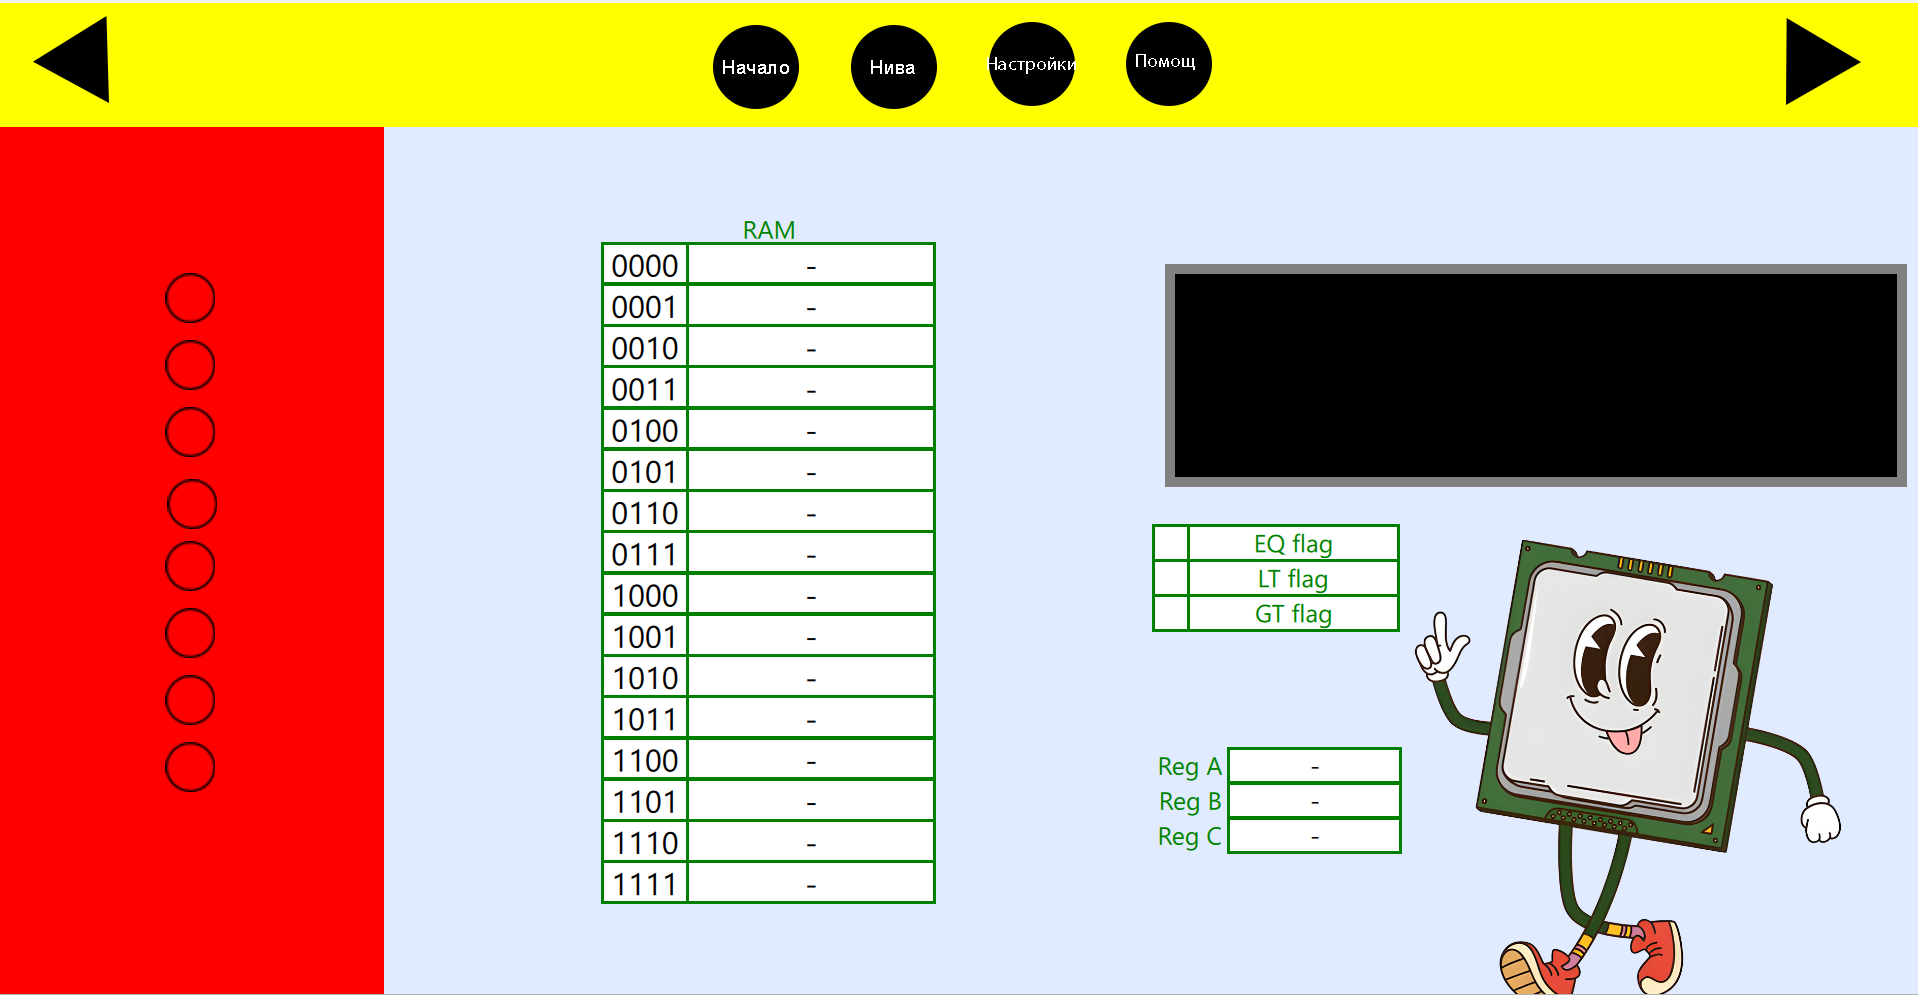 Начало
Нива
Настройки
Помощ
RAM
0000 -
0001 -
0010 -
0011 -
0100 -
0101 -
0110 -
0111 -
1000 -
1001 -
1010 -
1011 -
1100 -
1101 -
1110 -
1111 -
EQ flag
LT flag
GT flag
Reg A -
Reg B -
Reg C -